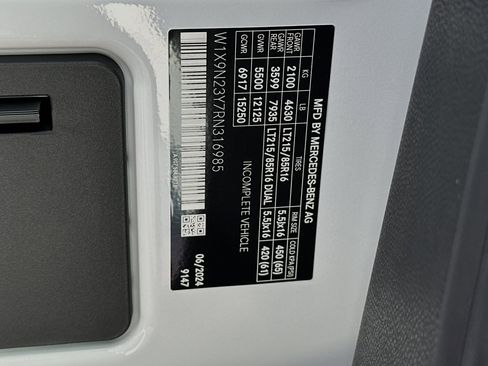 MFD BY MERCEDES-BENZ AG
KG LB TIRES RIM SIZE COLD KPA (PSI)
GAWR FRONT 2100 4630 LT215/85R16 5.5Jx16 450 (65)
GAWR REAR 3599 7935 LT215/85R16 DUAL 5.5Jx16 420 (61)
GVWR 5500 12125
GCWR 6917 15250
INCOMPLETE VEHICLE
W1X9N23Y7RN316985
06/2024
9147